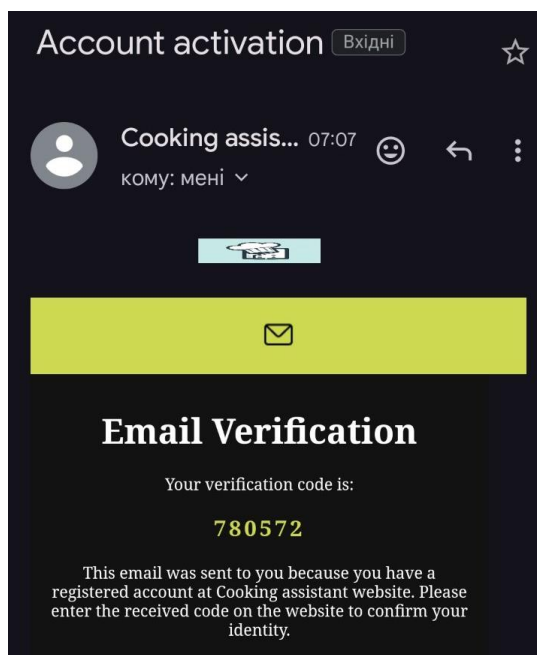 Account activation Вхідні
Cooking assis... 07:07
кому: мені
Email Verification
Your verification code is:
780572
This email was sent to you because you have a
registered account at Cooking assistant website. Please
enter the received code on the website to confirm your
identity.